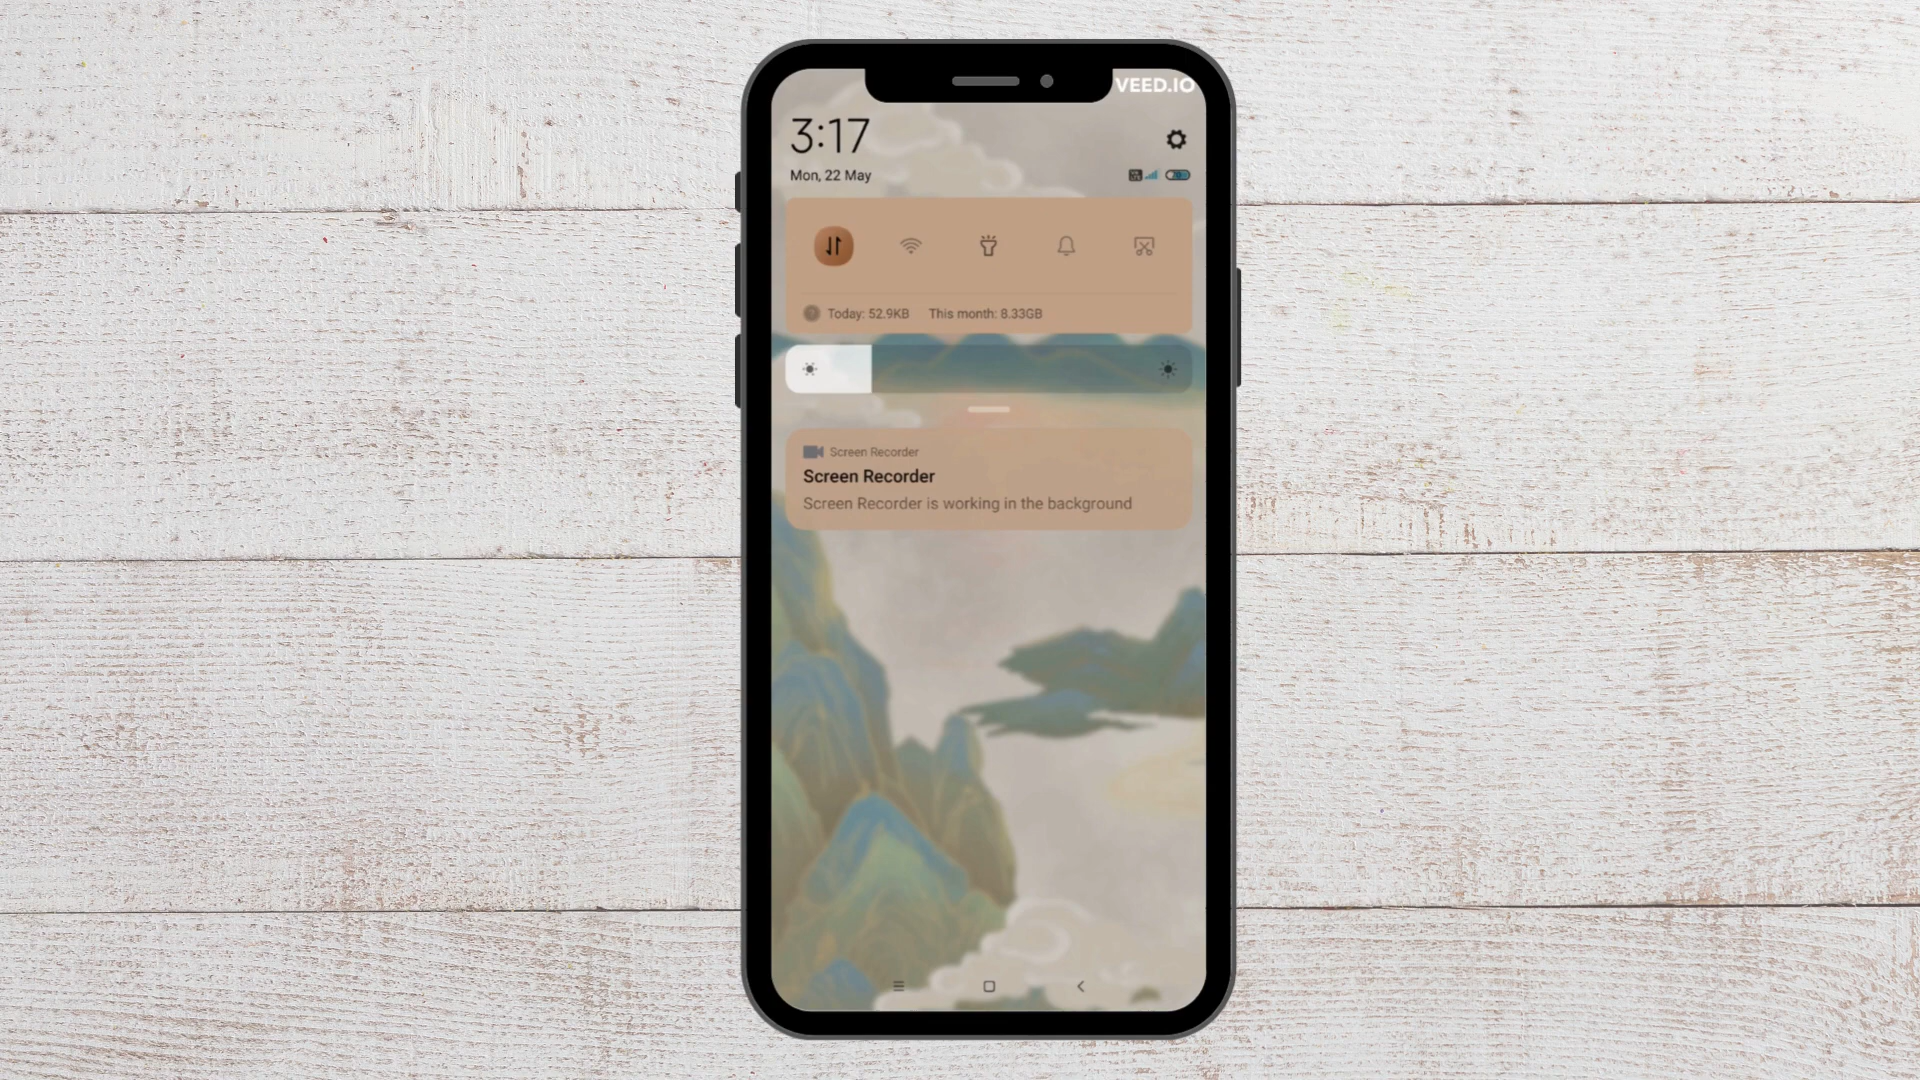 VEED.IO
3:17
Mon, 22 May
Today: 52.9KB This month: 8.33GB
Screen Recorder
Screen Recorder
Screen Recorder is working in the background